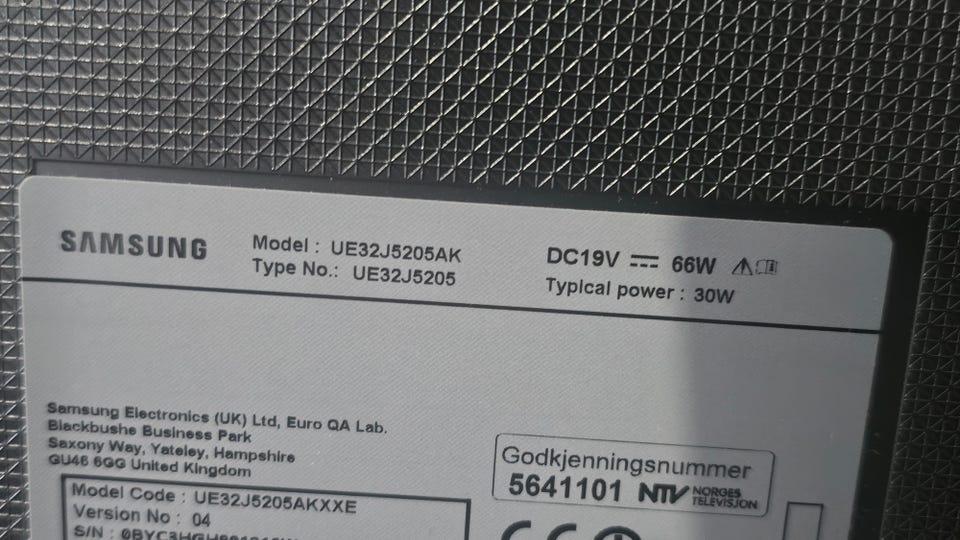 SAMSUNG
Model : UE32J5205AK
Type No.: UE32J5205
DC19V 66W
Typical power : 30W
Samsung Electronics (UK) Ltd, Euro QA Lab.
Blackbushe Business Park
Saxony Way, Yateley, Hampshire
GU46 6GG United Kingdom
Model Code : UE32J5205AKXXE
Version No : 04
S/N :
Godkjenningsnummer
5641101 NTV NORGES
TELEVISJON
CE